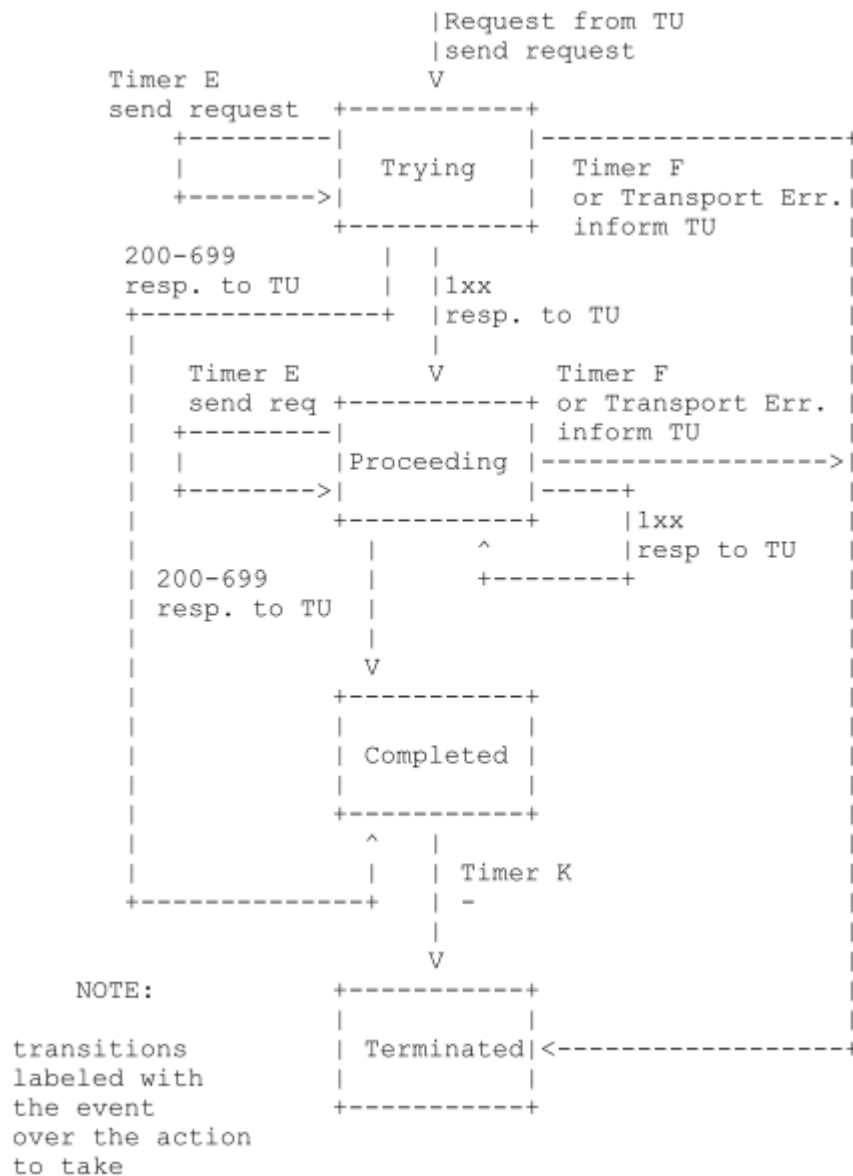 |Request from TU
|send request
Timer E             V
send request  +-----------+
+---------|           |-------------------+
|         |  Trying   |  Timer F          |
+-------->|           |  or Transport Err.|
+-----------+  inform TU        |
200-699           |  |                         |
resp. to TU       |  |1xx                      |
+---------------+  |resp. to TU              |
|                  |                         |
|   Timer E        V       Timer F           |
|   send req +-----------+ or Transport Err. |
|  +---------|           | inform TU         |
|  |         |Proceeding |------------------>|
|  +-------->|           |-----+             |
|            +-----------+     |1xx          |
|              |      ^        |resp to TU   |
| 200-699      |      +--------+             |
| resp. to TU  |                             |
|              |                             |
|              V                             |
|            +-----------+                   |
|            |           |                   |
|            | Completed |                   |
|            |           |                   |
|            +-----------+                   |
|              ^   |                         |
|              |   | Timer K                 |
+--------------+   | -                       |
|                         |
V                         |
NOTE:           +-----------+                   |
|           |                   |
transitions         | Terminated|<------------------+
labeled with        |           |
the event           +-----------+
over the action
to take